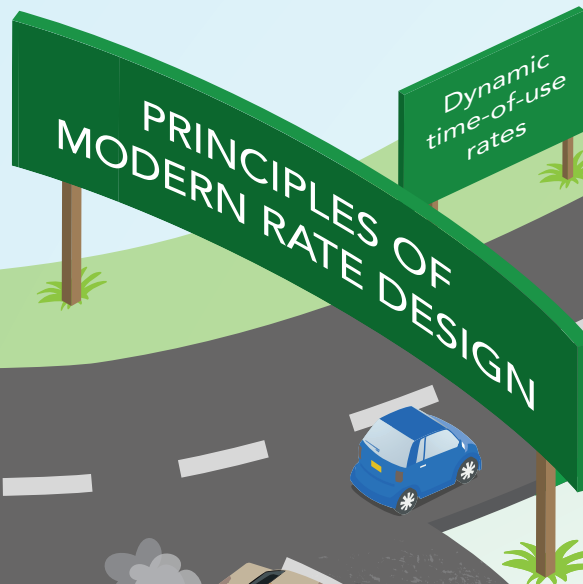 PRINCIPLES OF
MODERN RATE DESIGN
Dynamic
time-of-use
rates